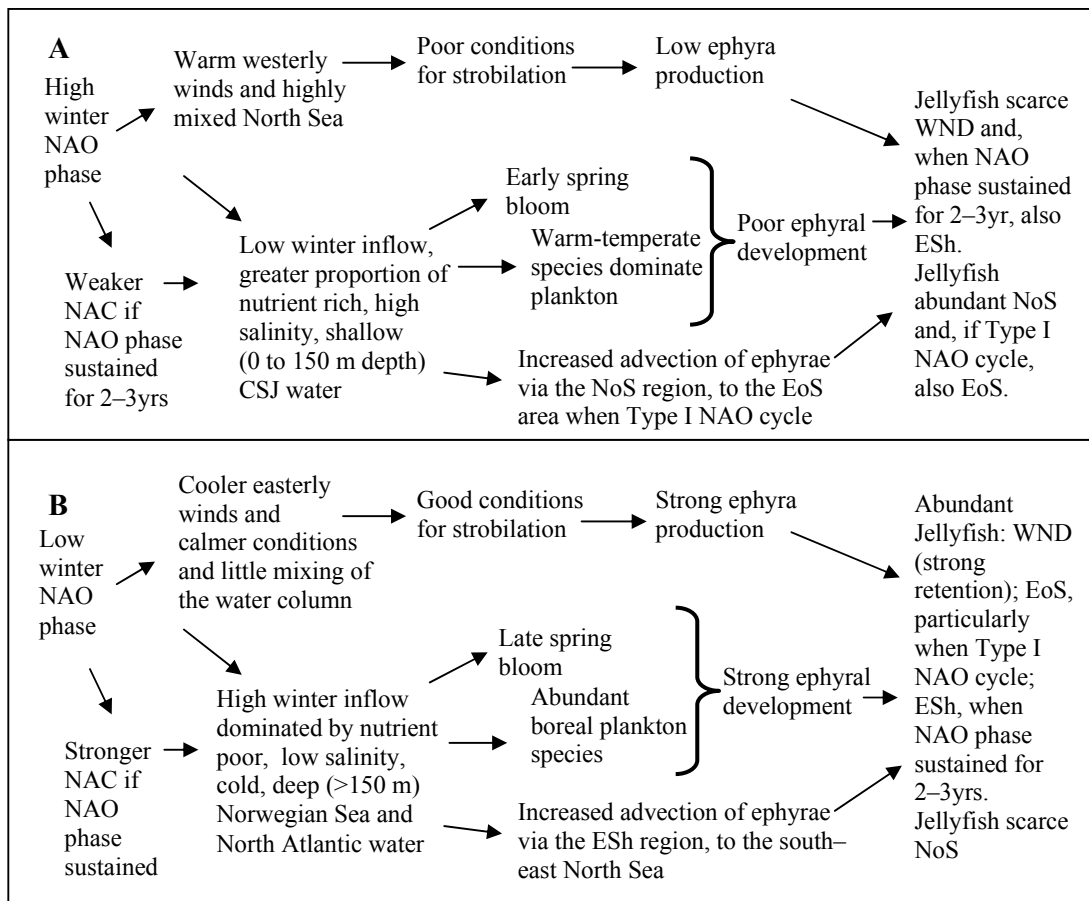 A
High
winter
NAO
phase
Warm westerly
winds and highly
mixed North Sea
Poor conditions
for strobilation
Low ephyra
production
Weaker
NAC if
NAO phase
sustained
for 2–3yrs
Low winter inflow,
greater proportion of
nutrient rich, high
salinity, shallow
(0 to 150 m depth)
CSJ water
Early spring
bloom
Warm-temperate
species dominate
plankton
Poor ephyral
development
Increased advection of ephyrae
via the NoS region, to the EoS
area when Type I NAO cycle
Jellyfish scarce
WND and,
when NAO
phase sustained
for 2–3yr, also
ESh.
Jellyfish
abundant NoS
and, if Type I
NAO cycle,
also EoS.
B
Low
winter
NAO
phase
Cooler easterly
winds and
calmer conditions
and little mixing of
the water column
Good conditions
for strobilation
Strong ephyra
production
Stronger
NAC if
NAO
phase
sustained
High winter inflow
dominated by nutrient
poor, low salinity,
cold, deep (>150 m)
Norwegian Sea and
North Atlantic water
Late spring
bloom
Abundant
boreal plankton
species
Strong ephyral
development
Increased advection of ephyrae
via the ESh region, to the south–
east North Sea
Abundant
Jellyfish: WND
(strong
retention); EoS,
particularly
when Type I
NAO cycle;
ESh, when
NAO phase
sustained for
2–3yrs.
Jellyfish scarce
NoS